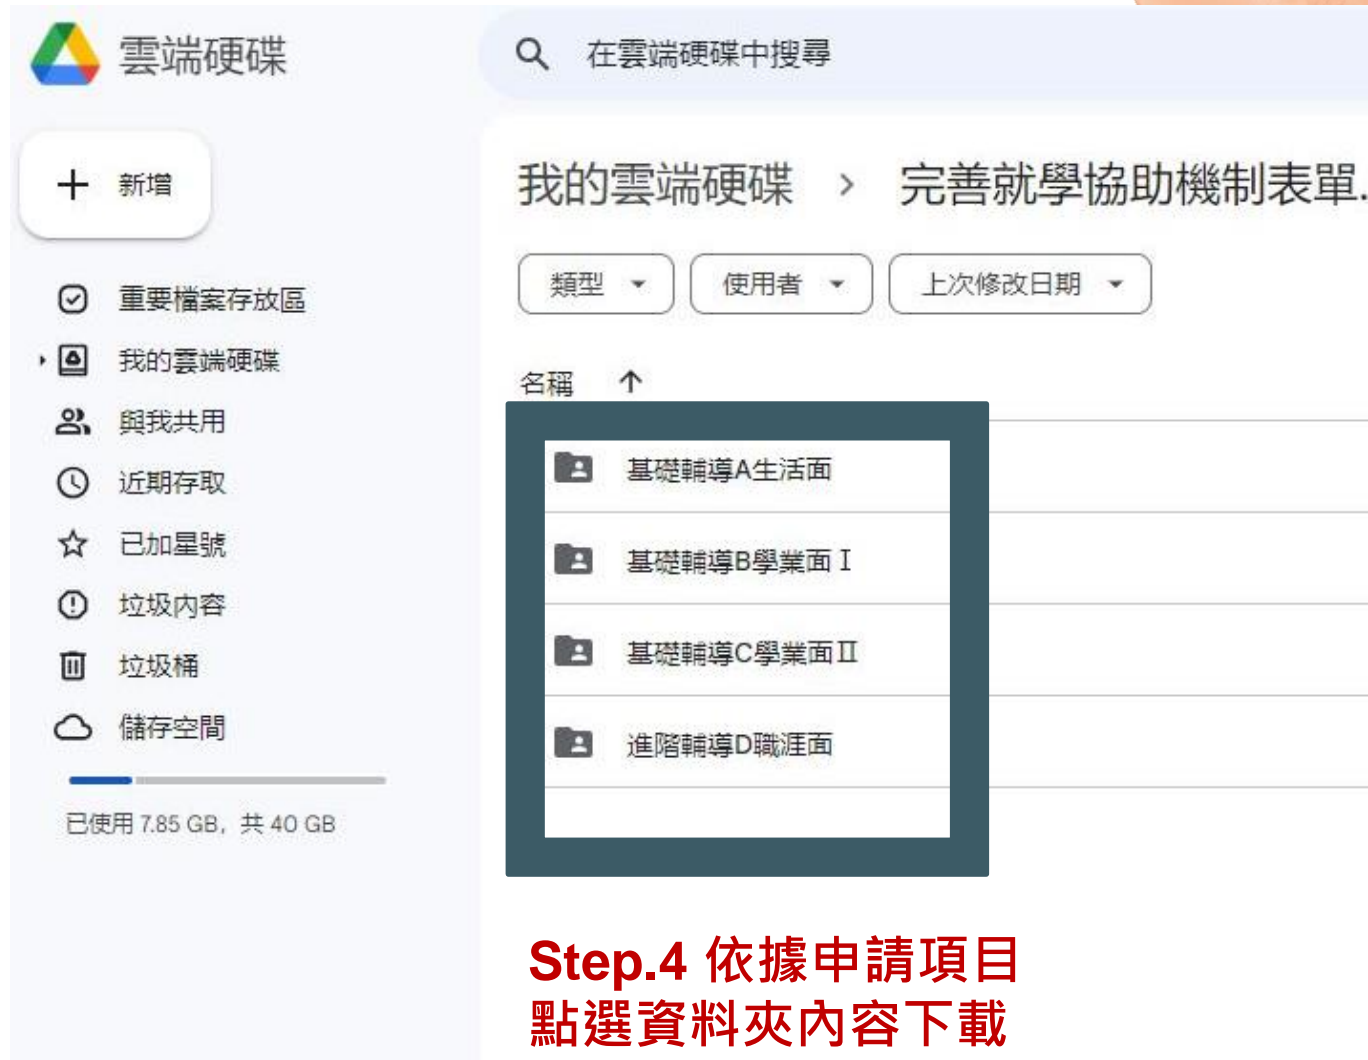 雲端硬碟
在雲端硬碟中搜尋
新增
我的雲端硬碟 > 完善就學協助機制表單.
類型 使用者 上次修改日期
重要檔案存放區
我的雲端硬碟
與我共用
近期存取
已加星號
垃圾內容
垃圾桶
儲存空間
已使用 7.85 GB，共 40 GB
名稱
基礎輔導A生活面
基礎輔導B學業面Ⅰ
基礎輔導C學業面Ⅱ
進階輔導D職涯面
Step.4 依據申請項目
點選資料夾內容下載